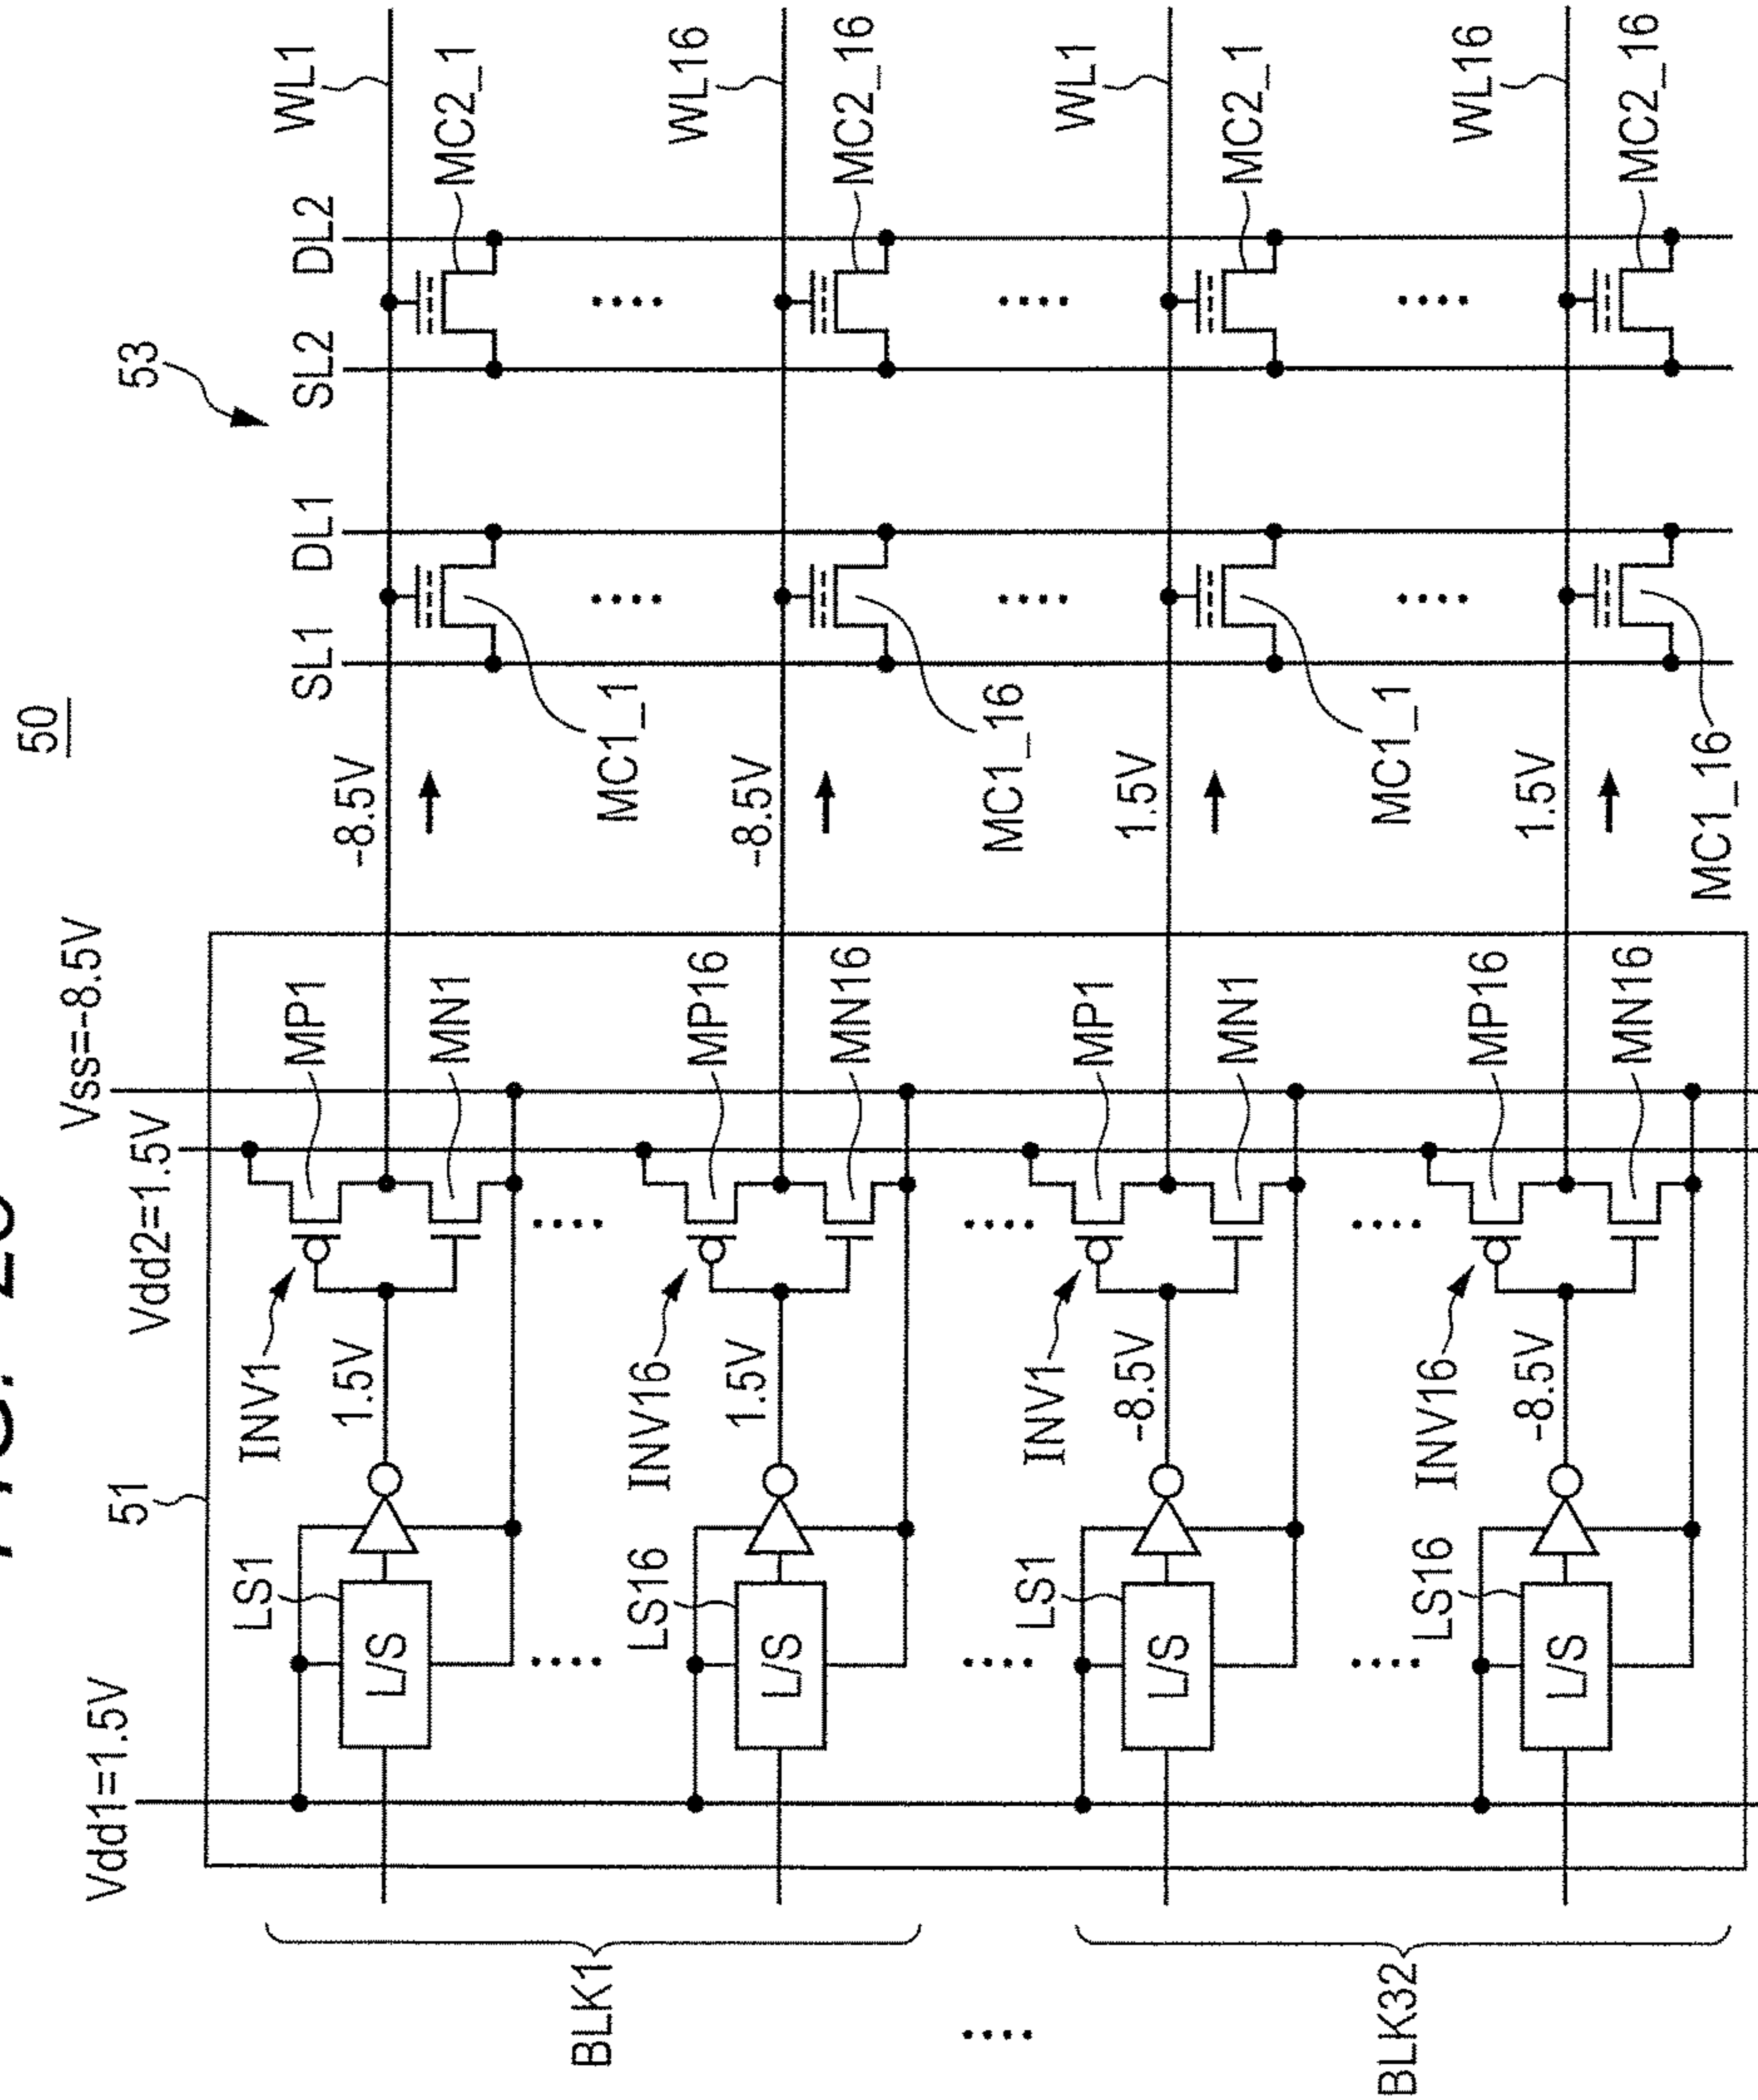 50
Vdd1=1.5V
Vdd2=1.5V
Vss=-8.5V
51
53
SL1
DL1
SL2
DL2
LS1
L/S
INV1
1.5V
MP1
MN1
-8.5V
MC1_1
MC2_1
WL1
LS16
L/S
INV16
1.5V
MP16
MN16
-8.5V
MC1_16
MC2_16
WL16
BLK1
LS1
L/S
INV1
-8.5V
MP1
MN1
1.5V
MC1_1
MC2_1
WL1
LS16
L/S
INV16
-8.5V
MP16
MN16
1.5V
MC1_16
MC2_16
WL16
BLK32